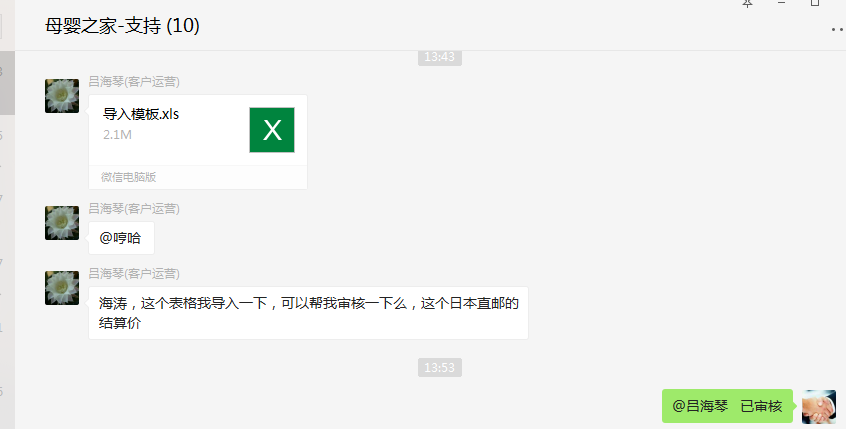 母婴之家-支持 (10)
13:43
吕海琴(客户运营)
导入模板.xls
2.1M
X
微信电脑版
吕海琴(客户运营)
@哼哈
吕海琴(客户运营)
海涛，这个表格我导入一下，可以帮我审核一下么，这个日本直邮的
结算价
13:53
@吕海琴 已审核